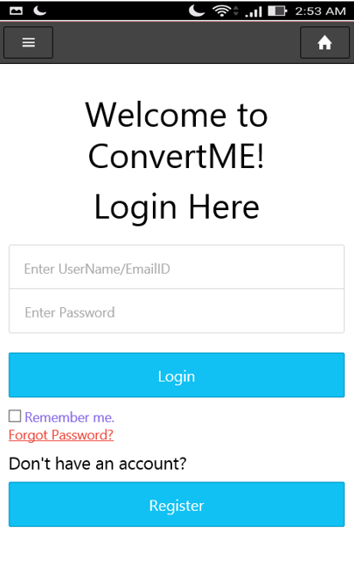 2:53 AM
Welcome to
ConvertME!
Login Here
Enter UserName/EmailID
Enter Password
Login
Remember me.
Forgot Password?
Don't have an account?
Register